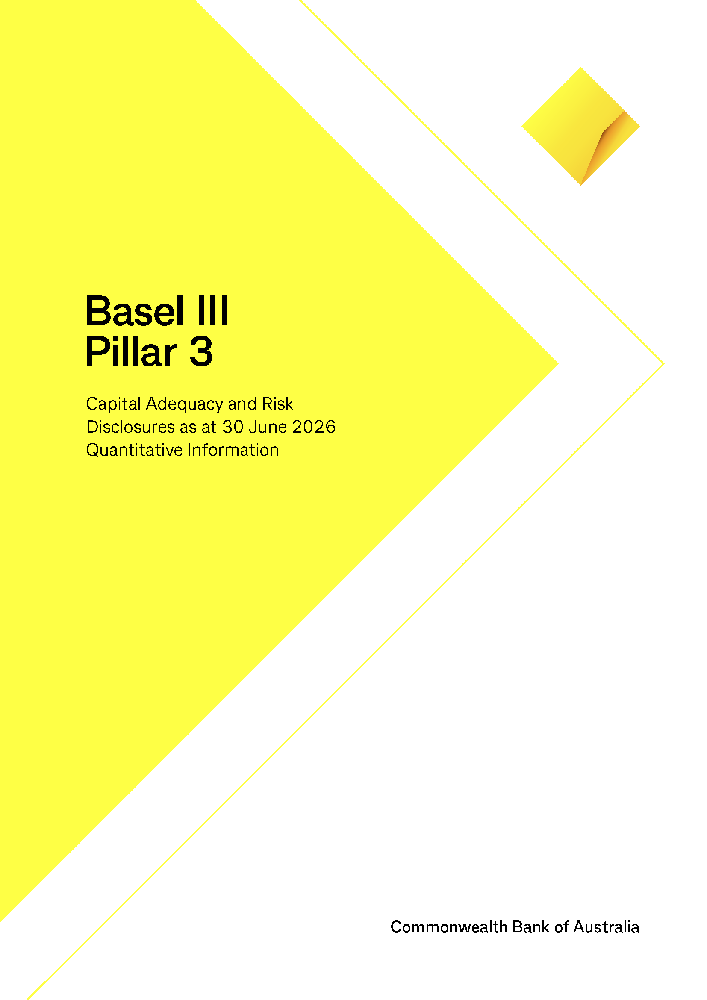 Basel III
Pillar 3
Capital Adequacy and Risk
Disclosures as at 30 June 2026
Quantitative Information
Commonwealth Bank of Australia